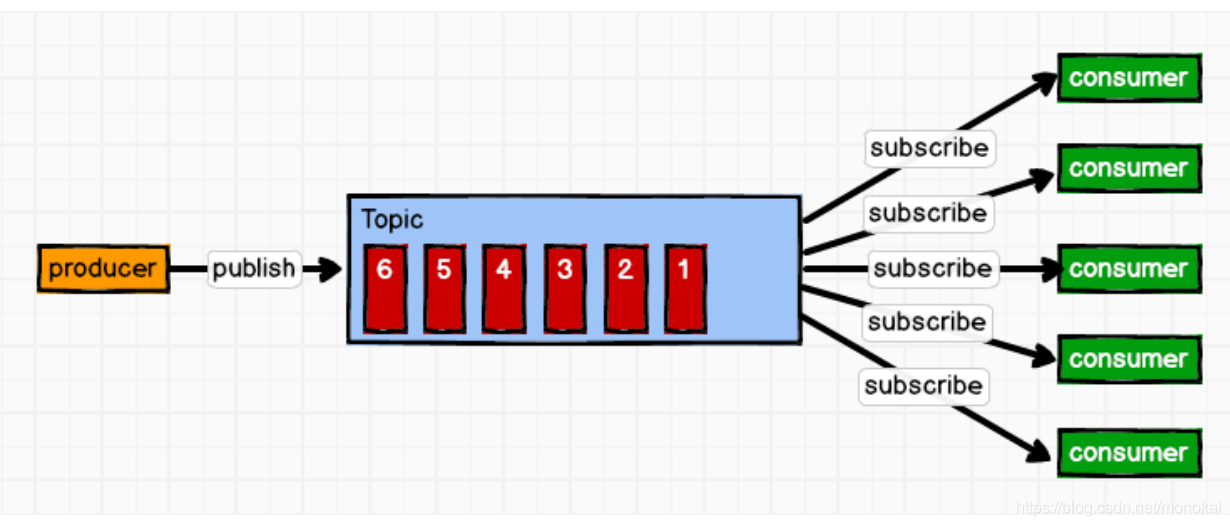 consumer
subscribe
consumer
subscribe
Topic
producer
publish
6 5 4 3 2 1
subscribe
consumer
subscribe
consumer
subscribe
consumer
https://blog.csdn.net/monokai